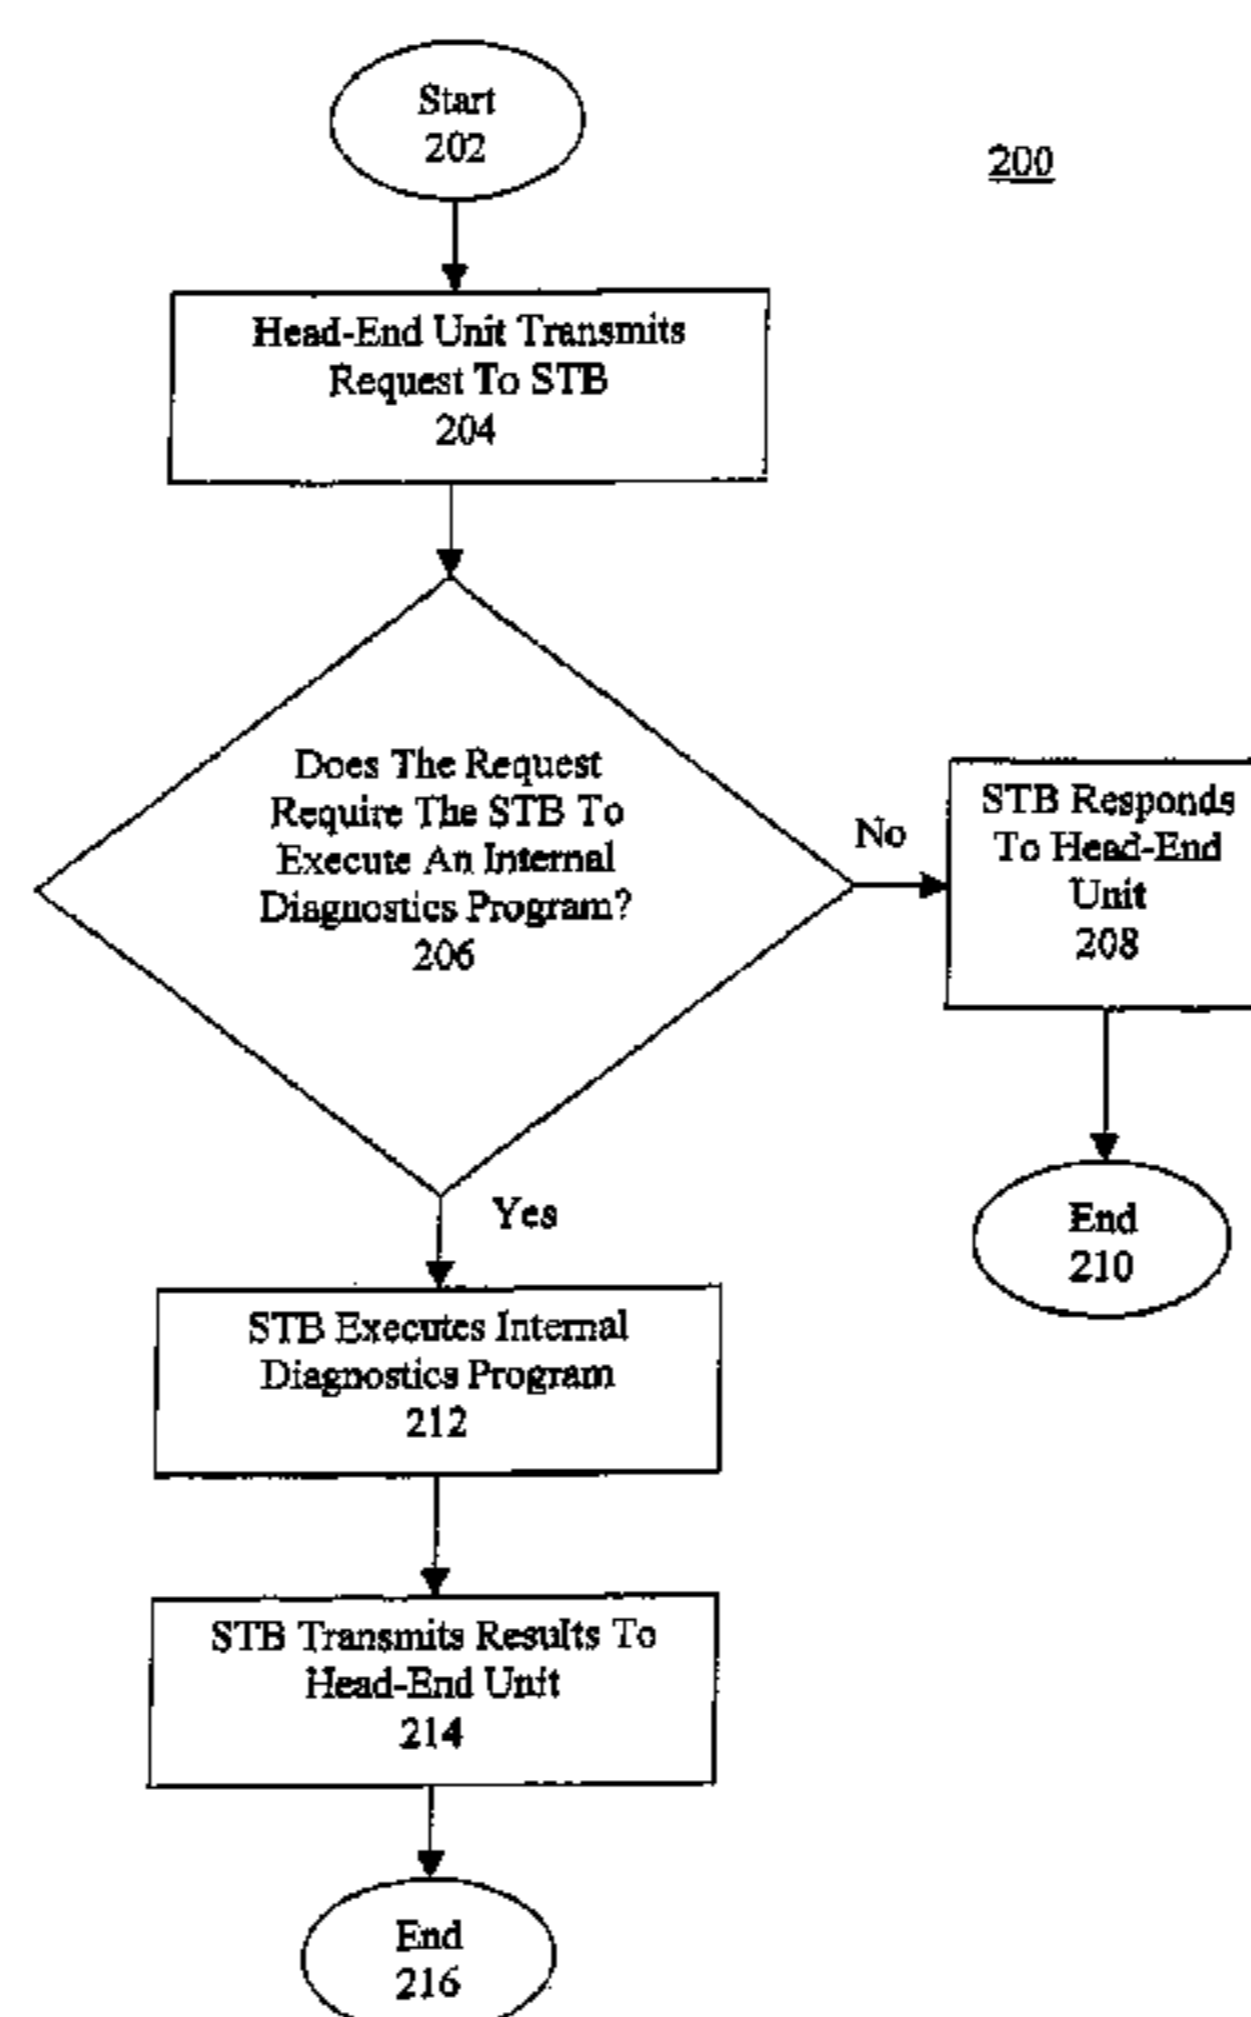 Start
202
200
Head-End Unit Transmits
Request To STB
204
Does The Request
Require The STB To
Execute An Internal
Diagnostics Program?
206
No
STB Responds
To Head-End
Unit
208
End
210
Yes
STB Executes Internal
Diagnostics Program
212
STB Transmits Results To
Head-End Unit
214
End
216